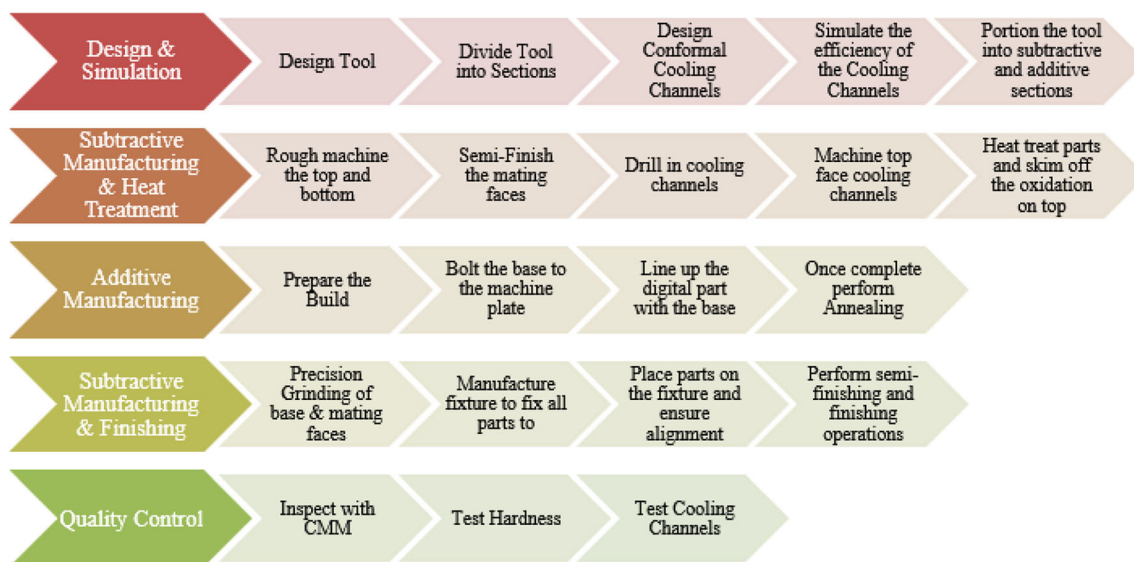 Design &
Simulation
Design Tool
Divide Tool
into Sections
Design
Conformal
Cooling
Channels
Simulate the
efficiency of
the Cooling
Channels
Portion the tool
into subtractive
and additive
sections
Subtractive
Manufacturing
& Heat
Treatment
Rough machine
the top and
bottom
Semi-Finish
the mating
faces
Drill in cooling
channels
Machine top
face cooling
channels
Heat treat parts
and skim off
the oxidation
on top
Additive
Manufacturing
Prepare the
Build
Bolt the base to
the machine
plate
Line up the
digital part
with the base
Once complete
perform
Annealing
Subtractive
Manufacturing
& Finishing
Precision
Grinding of
base & mating
faces
Manufacture
fixture to fix all
parts to
Place parts on
the fixture and
ensure
alignment
Perform semi-
finishing and
finishing
operations
Quality Control
Inspect with
CMM
Test Hardness
Test Cooling
Channels